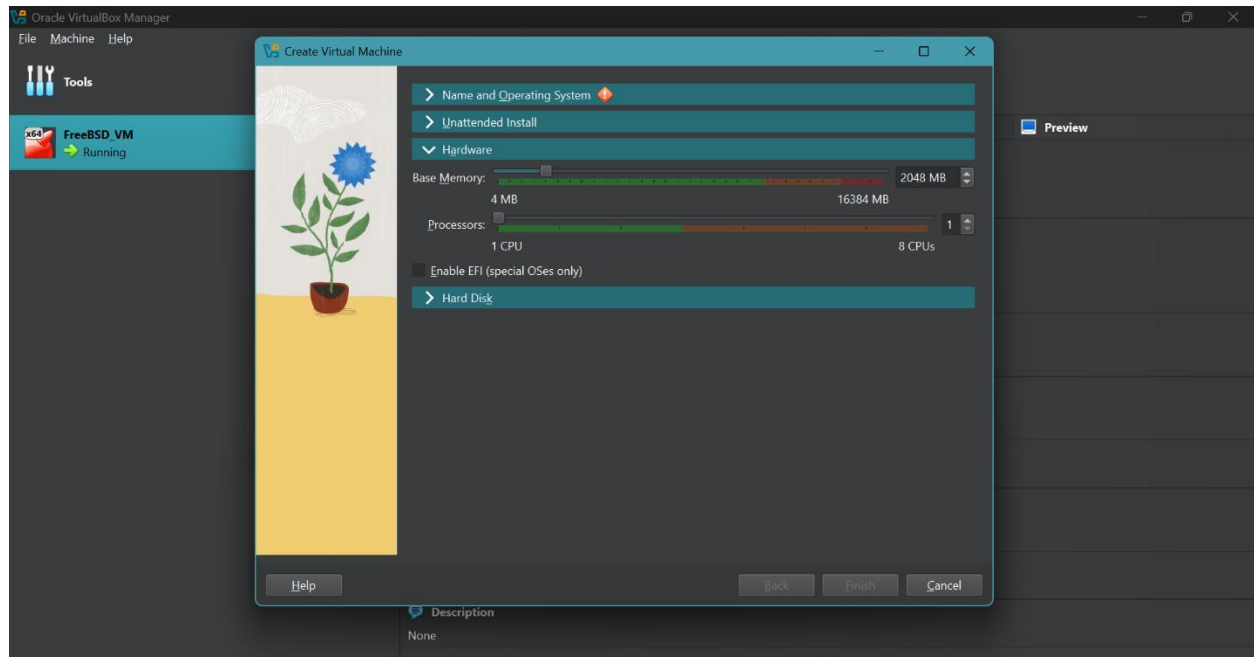 Oracle VirtualBox Manager
File Machine Help
Tools
x64
FreeBSD_VM
Running
Create Virtual Machine
Name and Operating System
Unattended Install
Hardware
Base Memory: 2048 MB
4 MB 16384 MB
Processors: 1
1 CPU 8 CPUs
Enable EFI (special OSes only)
Hard Disk
Help Back Finish Cancel
Preview
Description
None